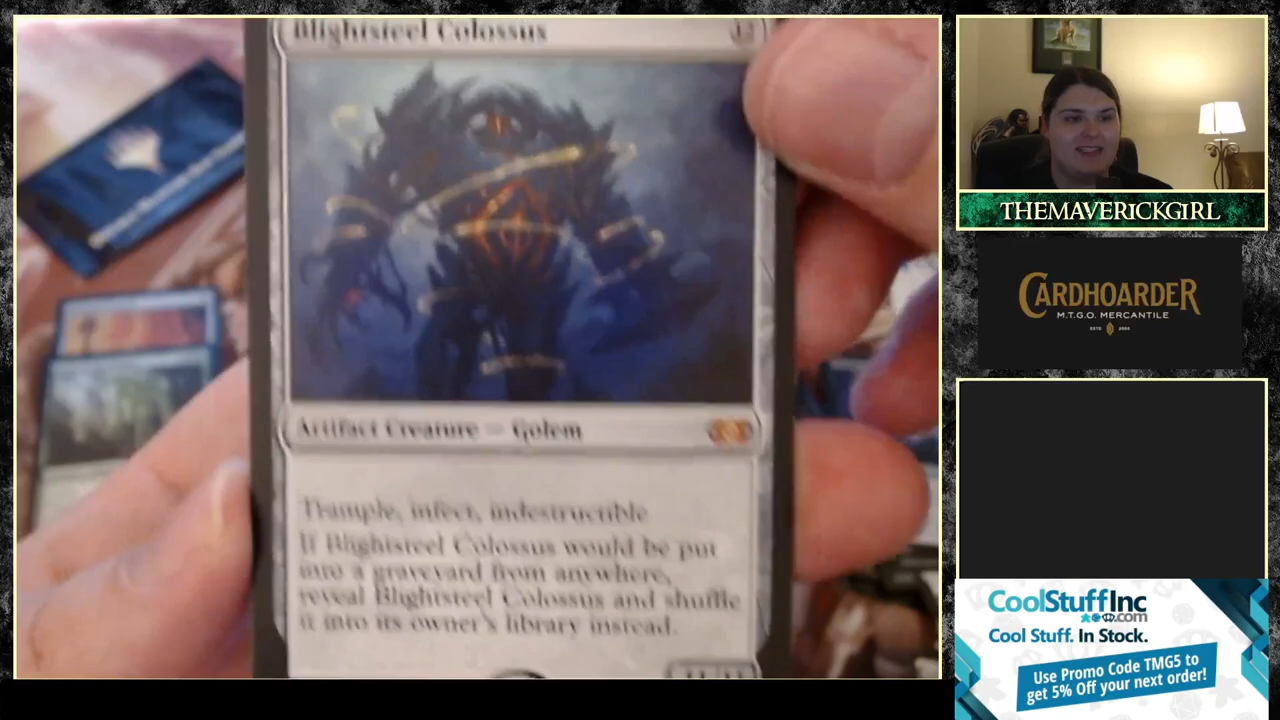 Blightsteel Colossus 12
Artifact Creature — Golem
Trample, infect, indestructible
If Blightsteel Colossus would be put
into a graveyard from anywhere,
reveal Blightsteel Colossus and shuffle
it into its owner's library instead.
THEMAVERICKGIRL
CARDHOARDER
M.T.G.O. MERCANTILE
ESTD
CoolStuffInc
.com
Cool Stuff. In Stock.
Use Promo Code TMG5 to
get 5% Off your next order!